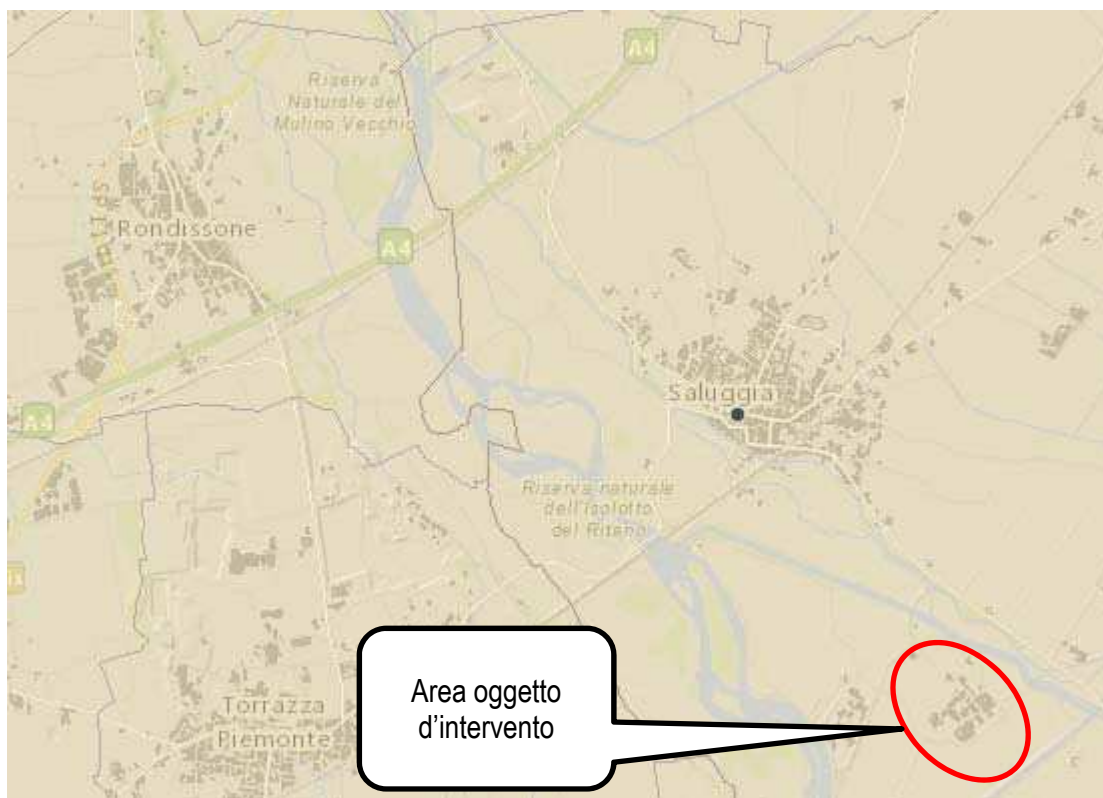 A4
Riserva
Naturale del
Mulino Vecchio
Rondissone
A4
Saluggia
A4
Riserva naturale
dell'Isolotto
del Ritano
Area oggetto
d'intervento
Torrazza
Piemonte